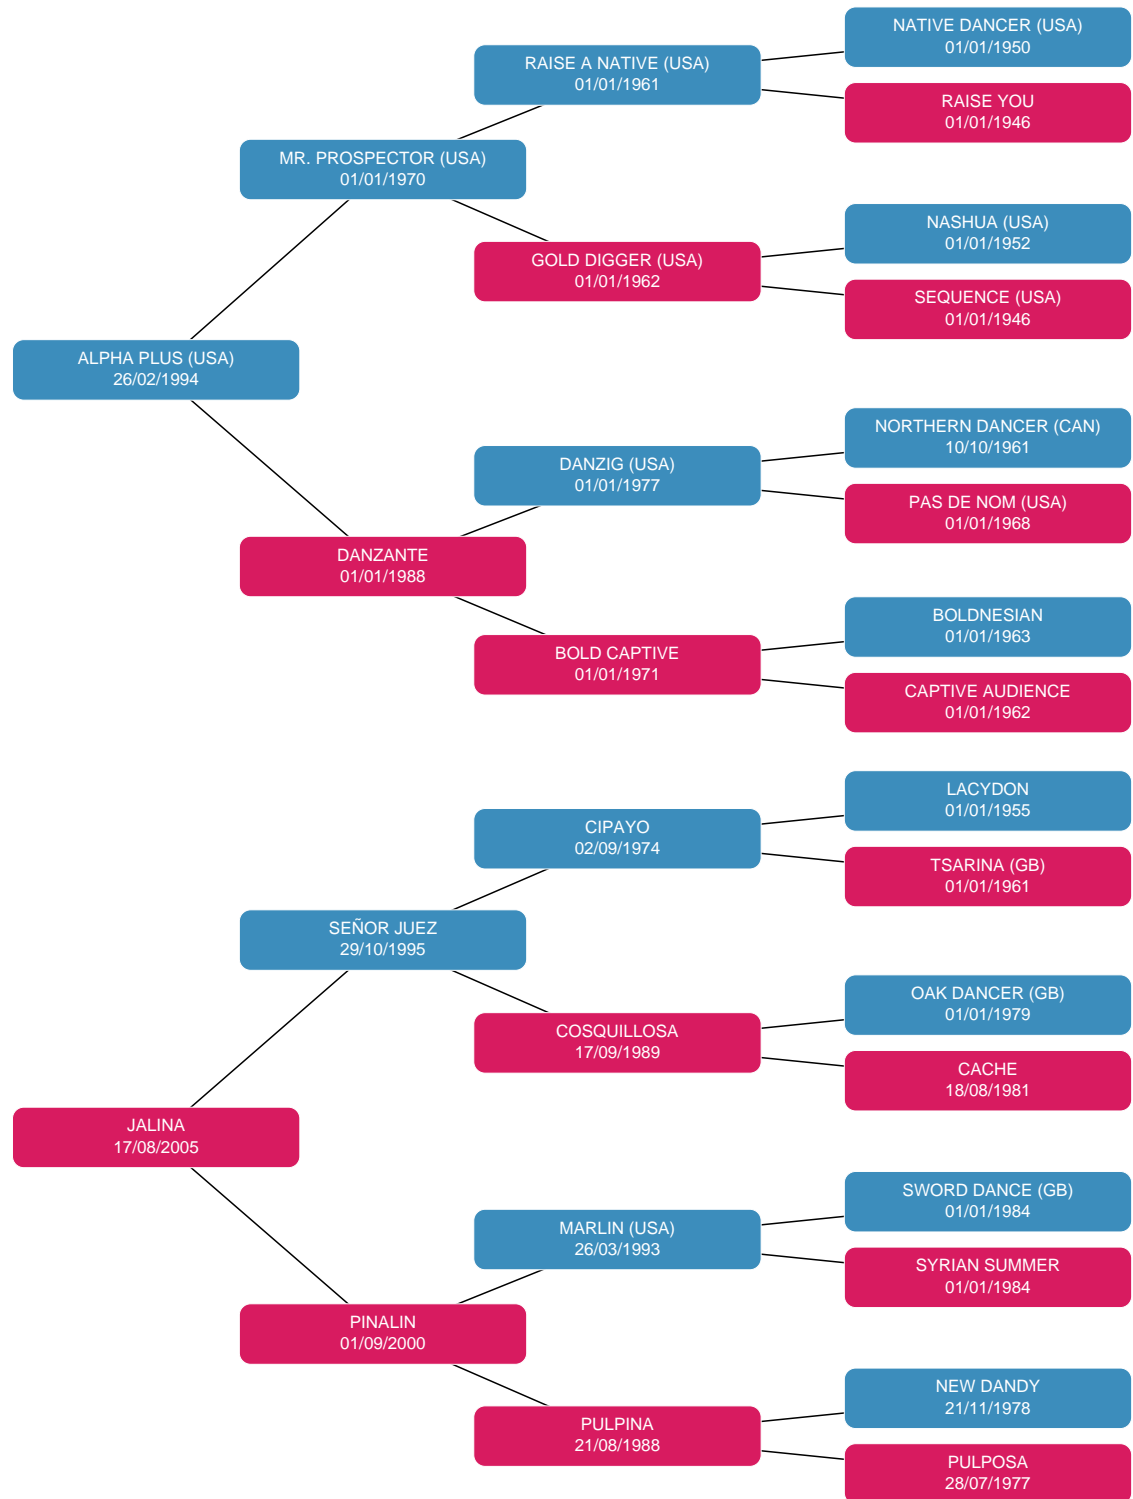 NATIVE DANCER (USA)
01/01/1950
RAISE A NATIVE (USA)
01/01/1961
RAISE YOU
01/01/1946
MR. PROSPECTOR (USA)
01/01/1970
NASHUA (USA)
01/01/1952
GOLD DIGGER (USA)
01/01/1962
SEQUENCE (USA)
01/01/1946
ALPHA PLUS (USA)
26/02/1994
NORTHERN DANCER (CAN)
10/10/1961
DANZIG (USA)
01/01/1977
PAS DE NOM (USA)
01/01/1968
DANZANTE
01/01/1988
BOLDNESIAN
01/01/1963
BOLD CAPTIVE
01/01/1971
CAPTIVE AUDIENCE
01/01/1962
LACYDON
01/01/1955
CIPAYO
02/09/1974
TSARINA (GB)
01/01/1961
SEÑOR JUEZ
29/10/1995
OAK DANCER (GB)
01/01/1979
COSQUILLOSA
17/09/1989
CACHE
18/08/1981
JALINA
17/08/2005
SWORD DANCE (GB)
01/01/1984
MARLIN (USA)
26/03/1993
SYRIAN SUMMER
01/01/1984
PINALIN
01/09/2000
NEW DANDY
21/11/1978
PULPINA
21/08/1988
PULPOSA
28/07/1977